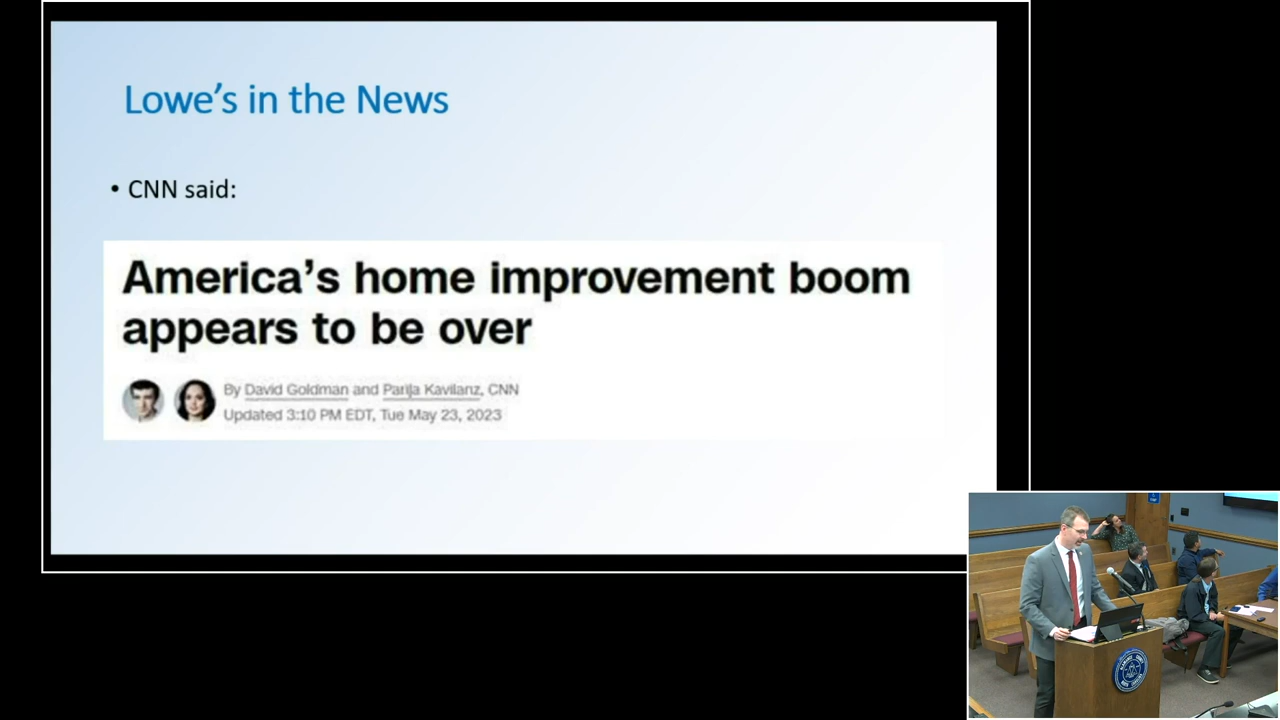 Lowe's in the News
• CNN said:
America's home improvement boom
appears to be over
By David Goldman and Parija Kavilanz, CNN
Updated 3:10 PM EDT, Tue May 23, 2023